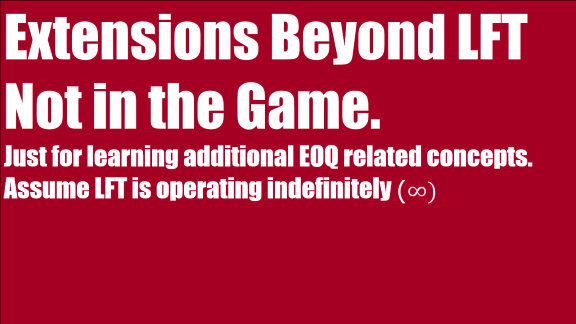 Extensions Beyond LFT
Not in the Game.
Just for learning additional EOQ related concepts.
Assume LFT is operating indefinitely (∞)